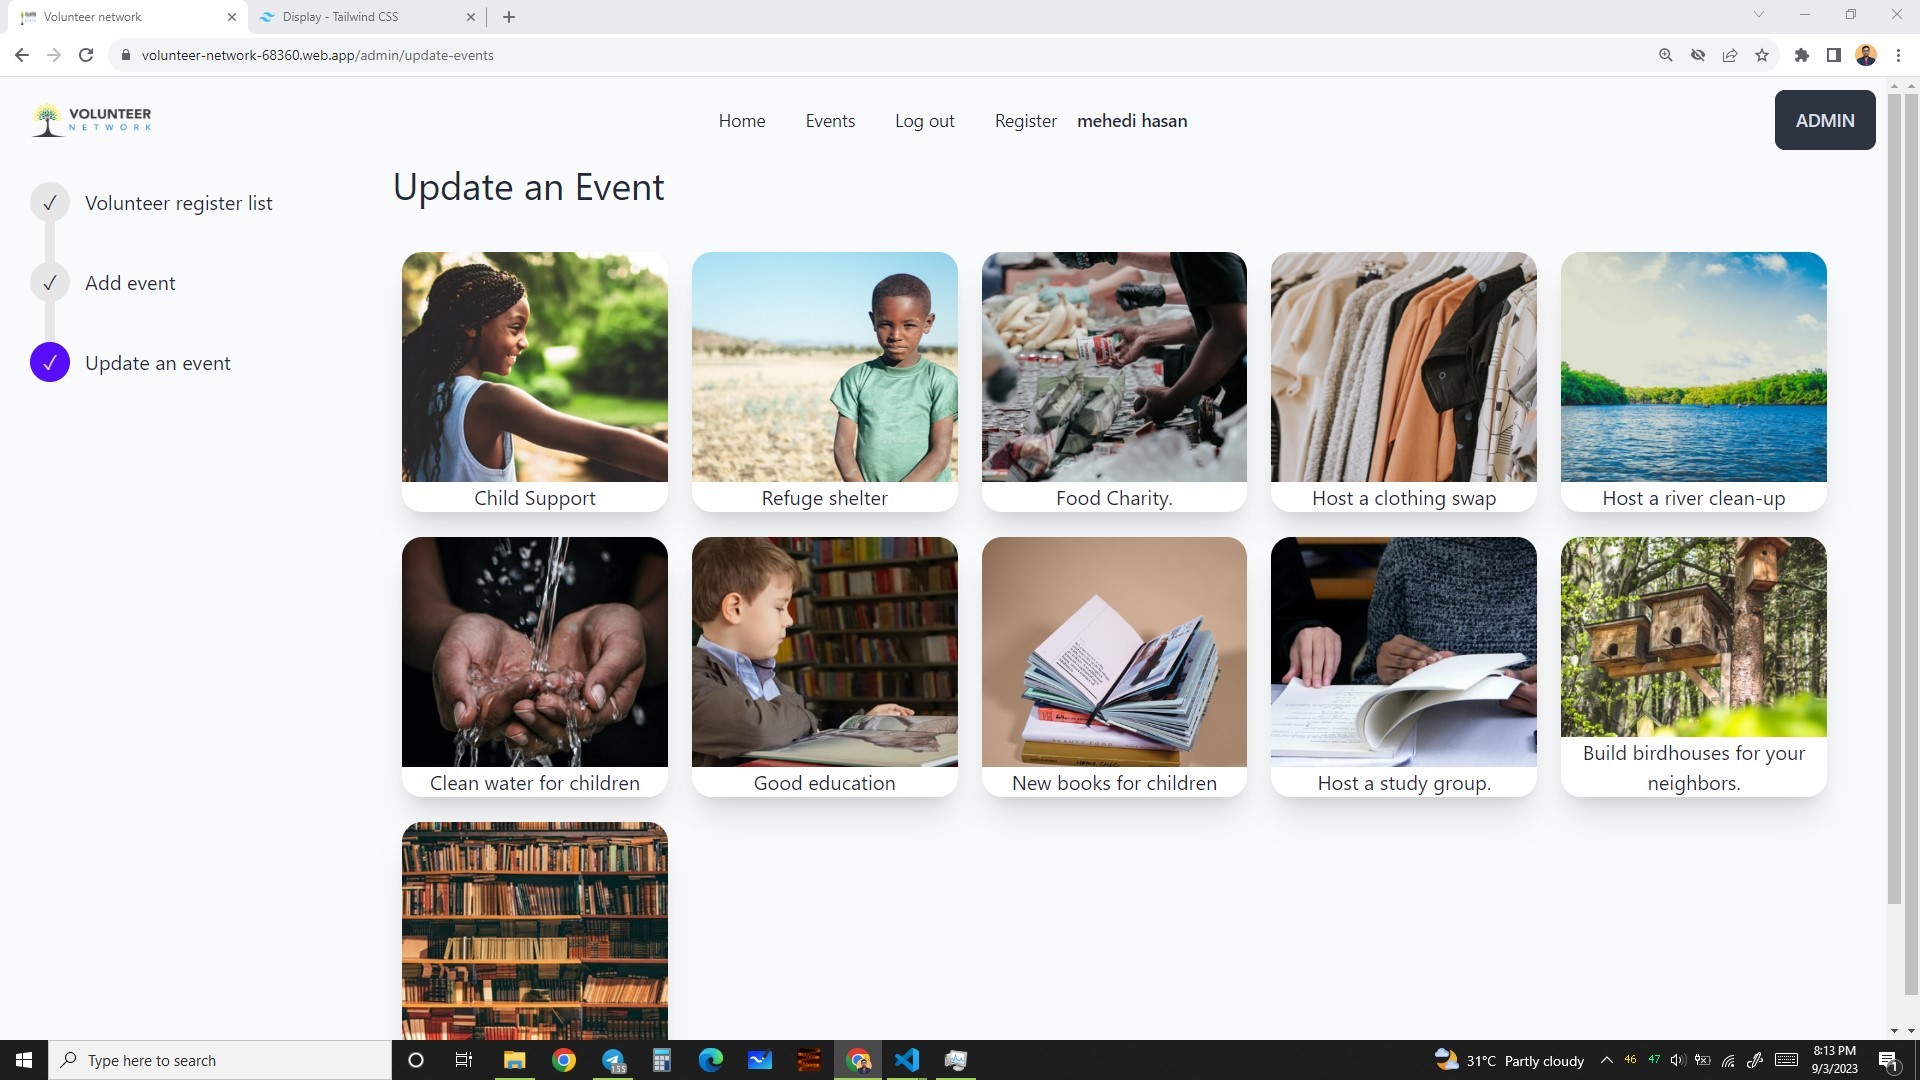 Volunteer network
Display - Tailwind CSS
volunteer-network-68360.web.app/admin/update-events
VOLUNTEER
NETWORK
Home
Events
Log out
Register
mehedi hasan
ADMIN
Volunteer register list
Add event
Update an event
Update an Event
Child Support
Refuge shelter
Food Charity.
Host a clothing swap
Host a river clean-up
Clean water for children
Good education
New books for children
Host a study group.
Build birdhouses for your
neighbors.
Type here to search
155
31°C Partly cloudy
46
47
8:13 PM
9/3/2023
1